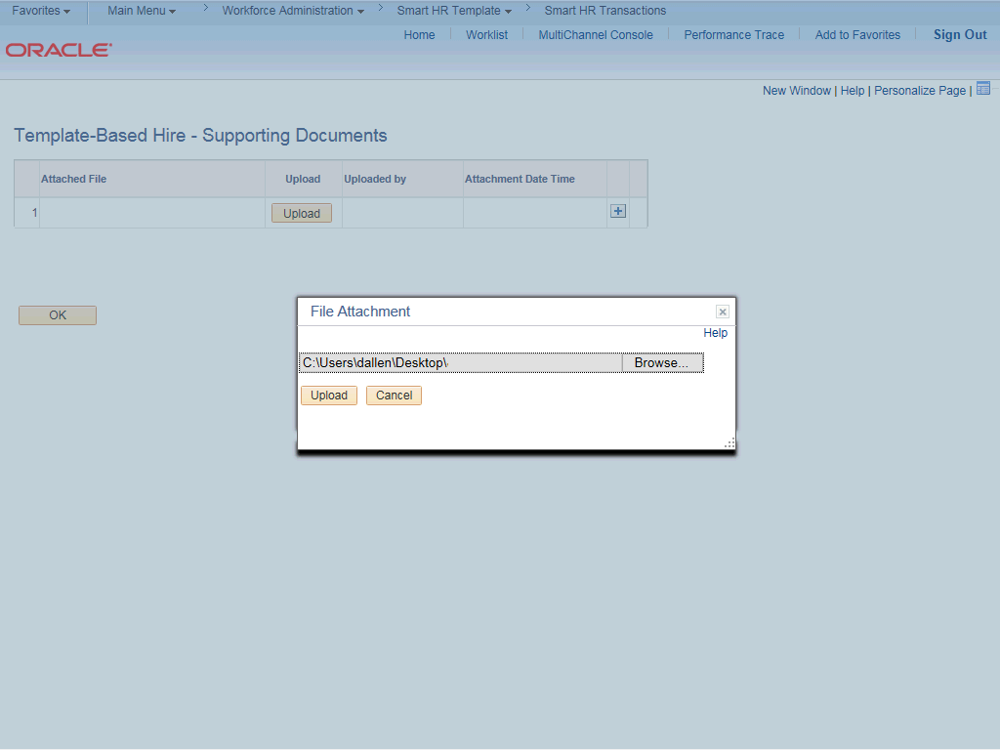 Favorites Main Menu > Workforce Administration > Smart HR Template > Smart HR Transactions
Home Worklist MultiChannel Console Performance Trace Add to Favorites Sign Out
ORACLE
New Window | Help | Personalize Page |
Template-Based Hire - Supporting Documents
Attached File Upload Uploaded by Attachment Date Time
1 Upload
OK
File Attachment
Help
C:\Users\dallen\Desktop\ Browse...
Upload Cancel